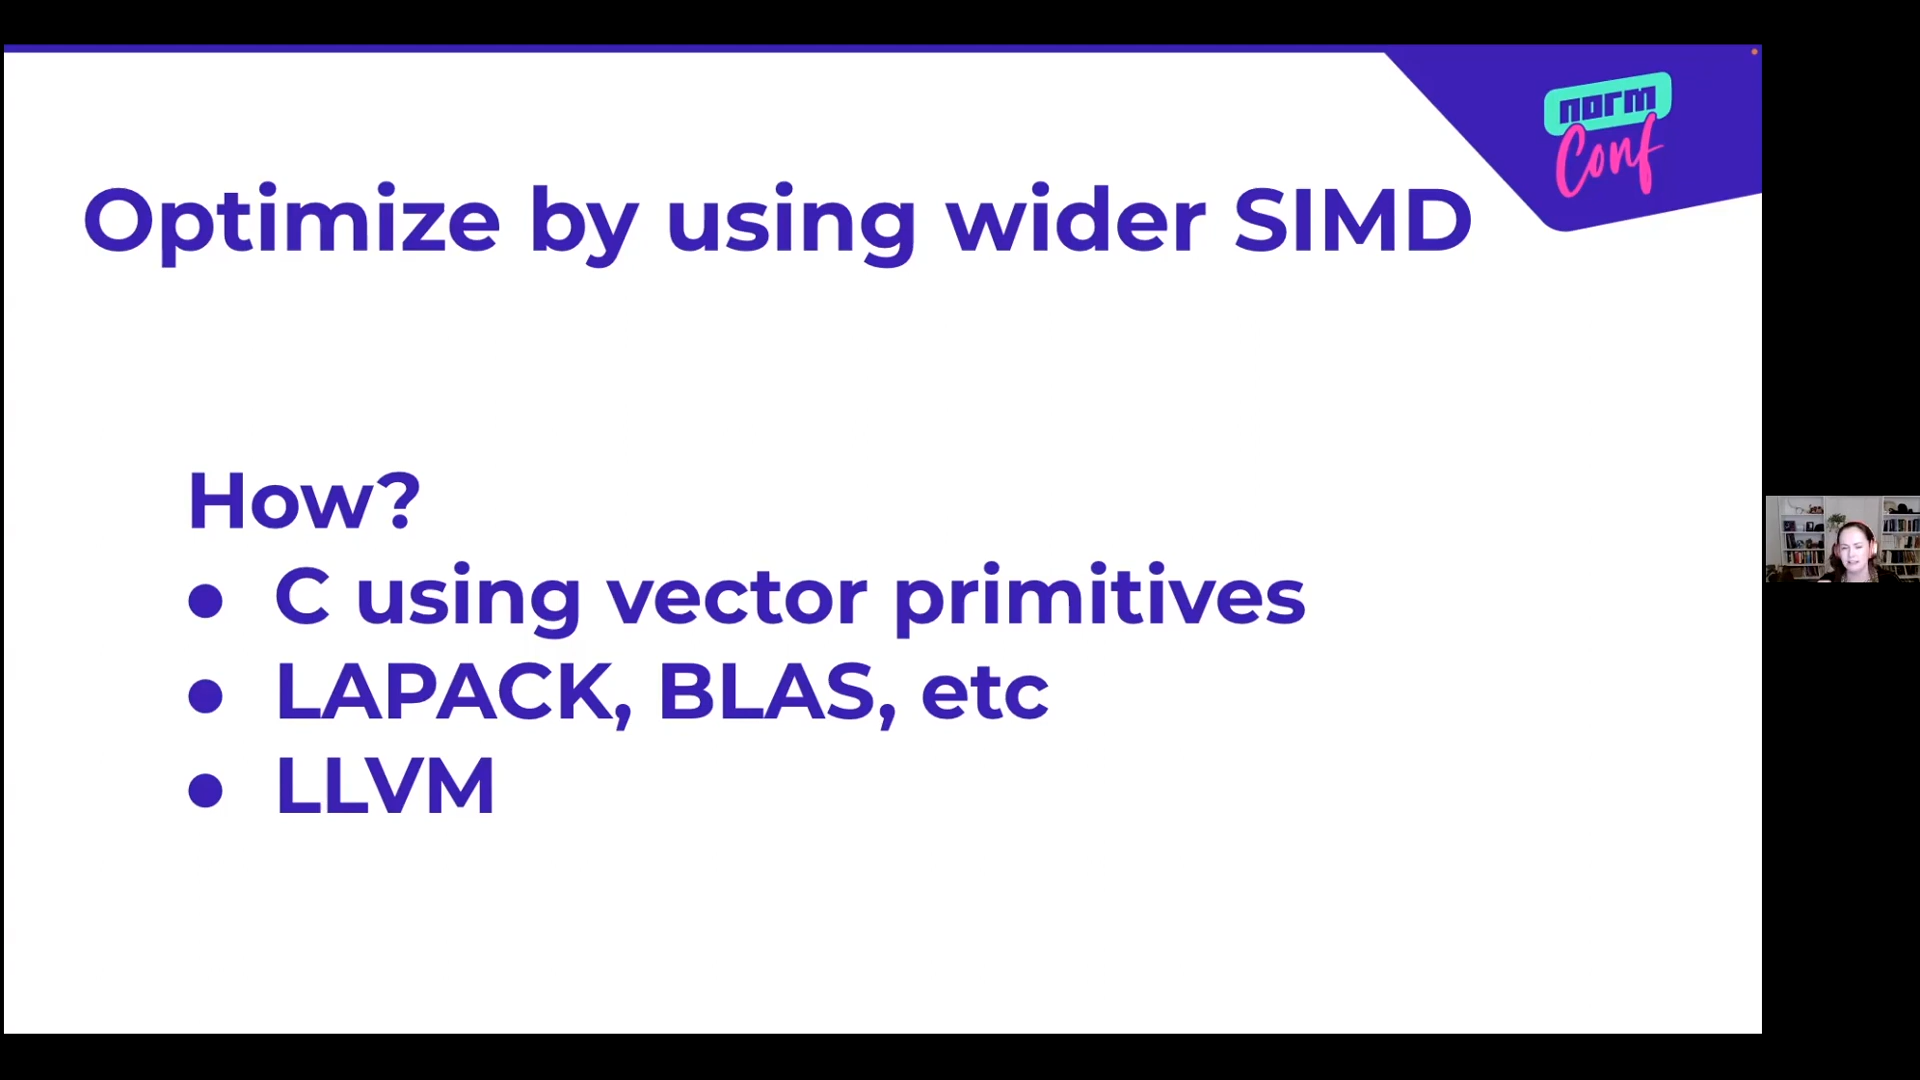 norm
Conf
Optimize by using wider SIMD
How?
● C using vector primitives
● LAPACK, BLAS, etc
● LLVM